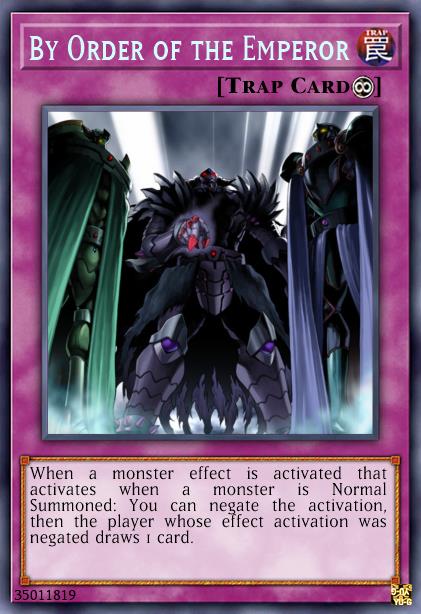 By Order of the Emperor
TRAP
罠
[Trap Card]
When a monster effect is activated that
activates when a monster is Normal
Summoned: You can negate the activation,
then the player whose effect activation was
negated draws 1 card.
35011819